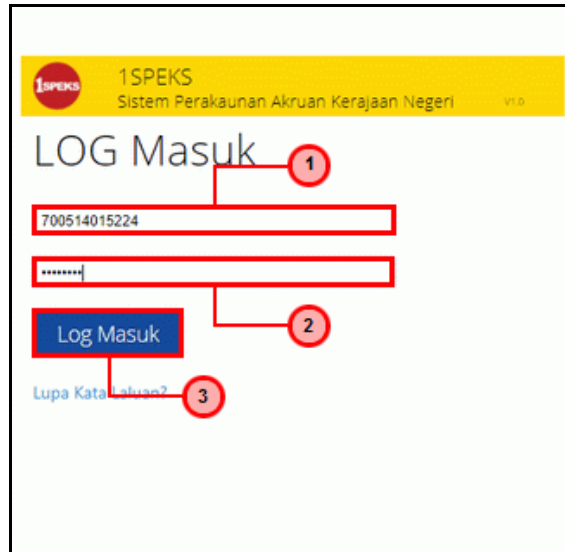 1SPEKS
1SPEKS
Sistem Perakaunan Akruan Kerajaan Negeri V1.0
LOG Masuk
1
700514015224
••••••••
2
Log Masuk
Lupa Kata Laluan?
3